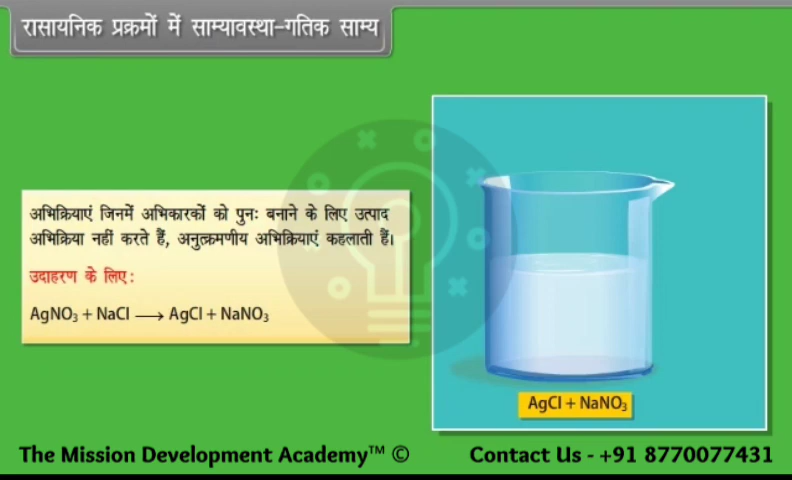 रासायनिक प्रक्रमों में साम्यावस्था-गतिक साम्य
अभिक्रियाएं जिनमें अभिकारकों को पुनः बनाने के लिए उत्पाद
अभिक्रिया नहीं करते हैं, अनुत्क्रमणीय अभिक्रियाएं कहलाती हैं।
उदाहरण के लिए:
AgNO₃ + NaCl ⟶ AgCl + NaNO₃
AgCl + NaNO₃
The Mission Development Academy™ ©
Contact Us - +91 8770077431